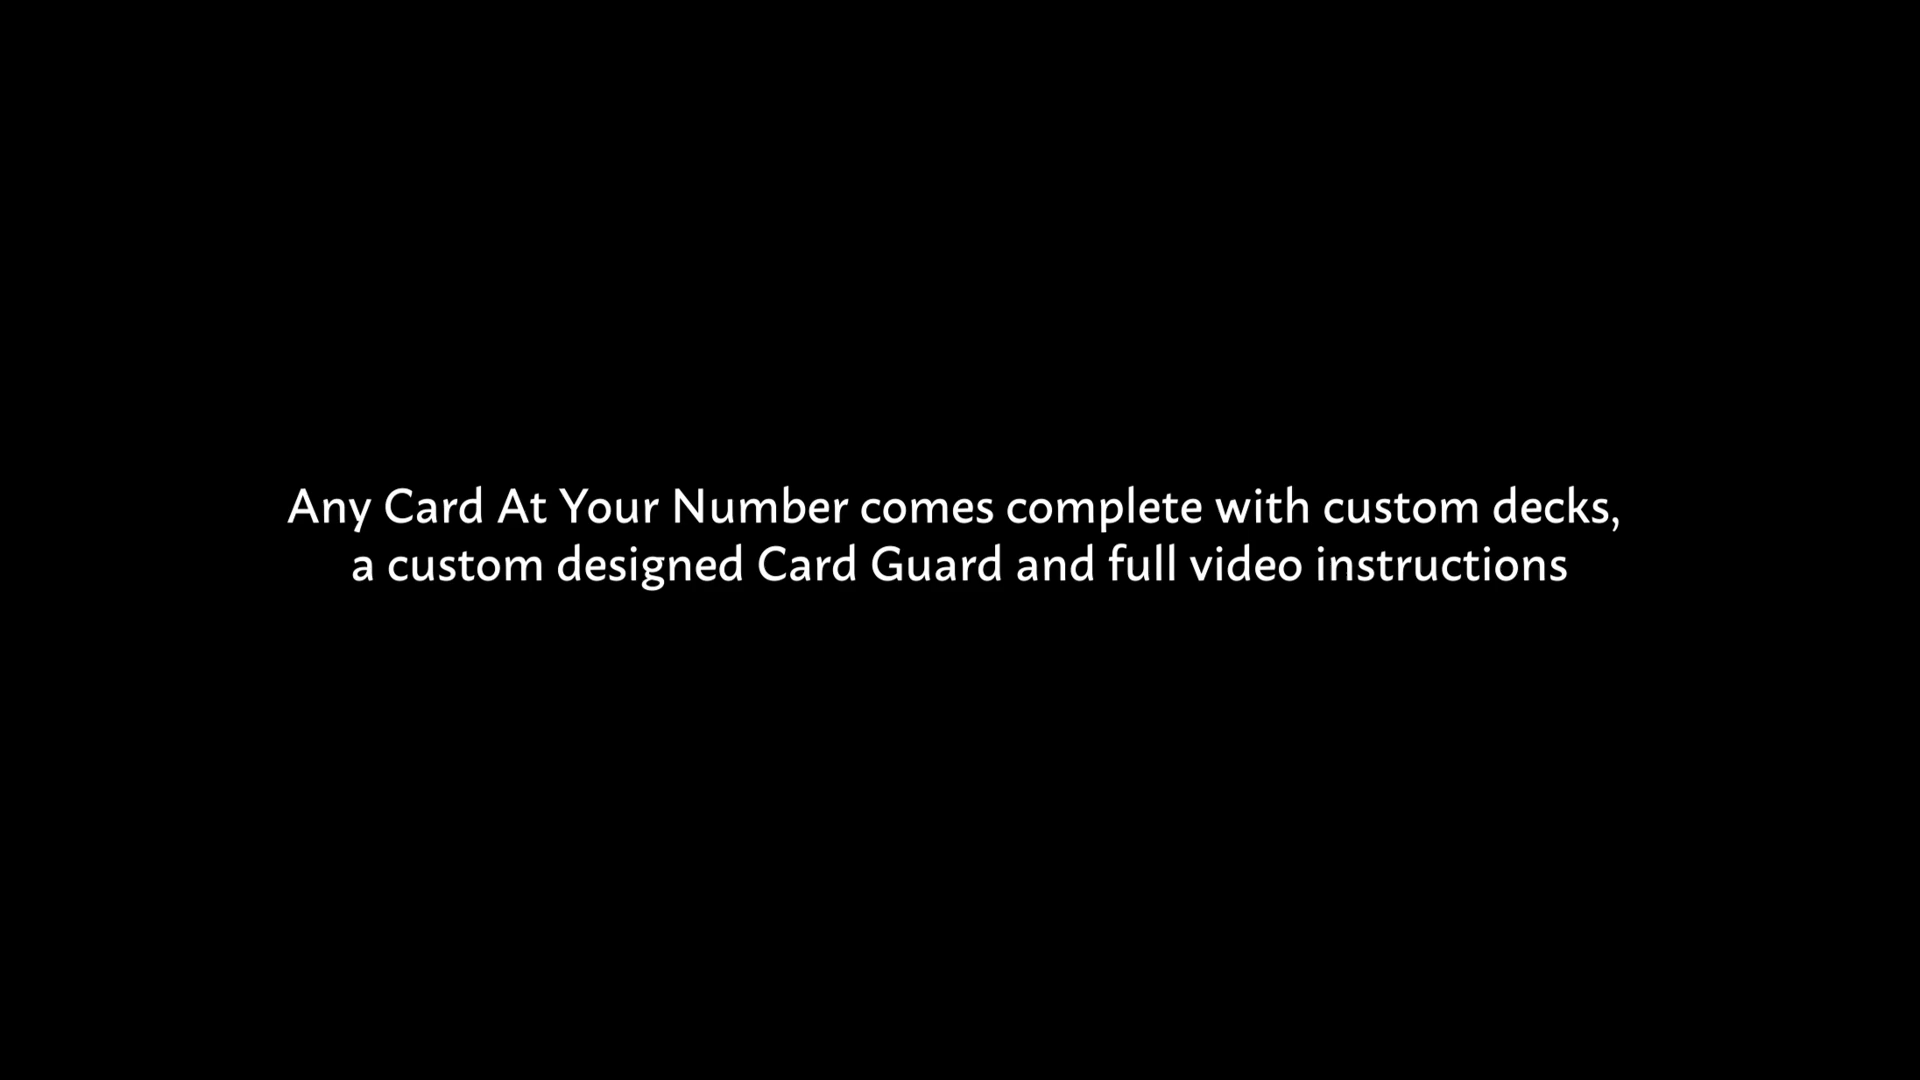 Any Card At Your Number comes complete with custom decks,
a custom designed Card Guard and full video instructions